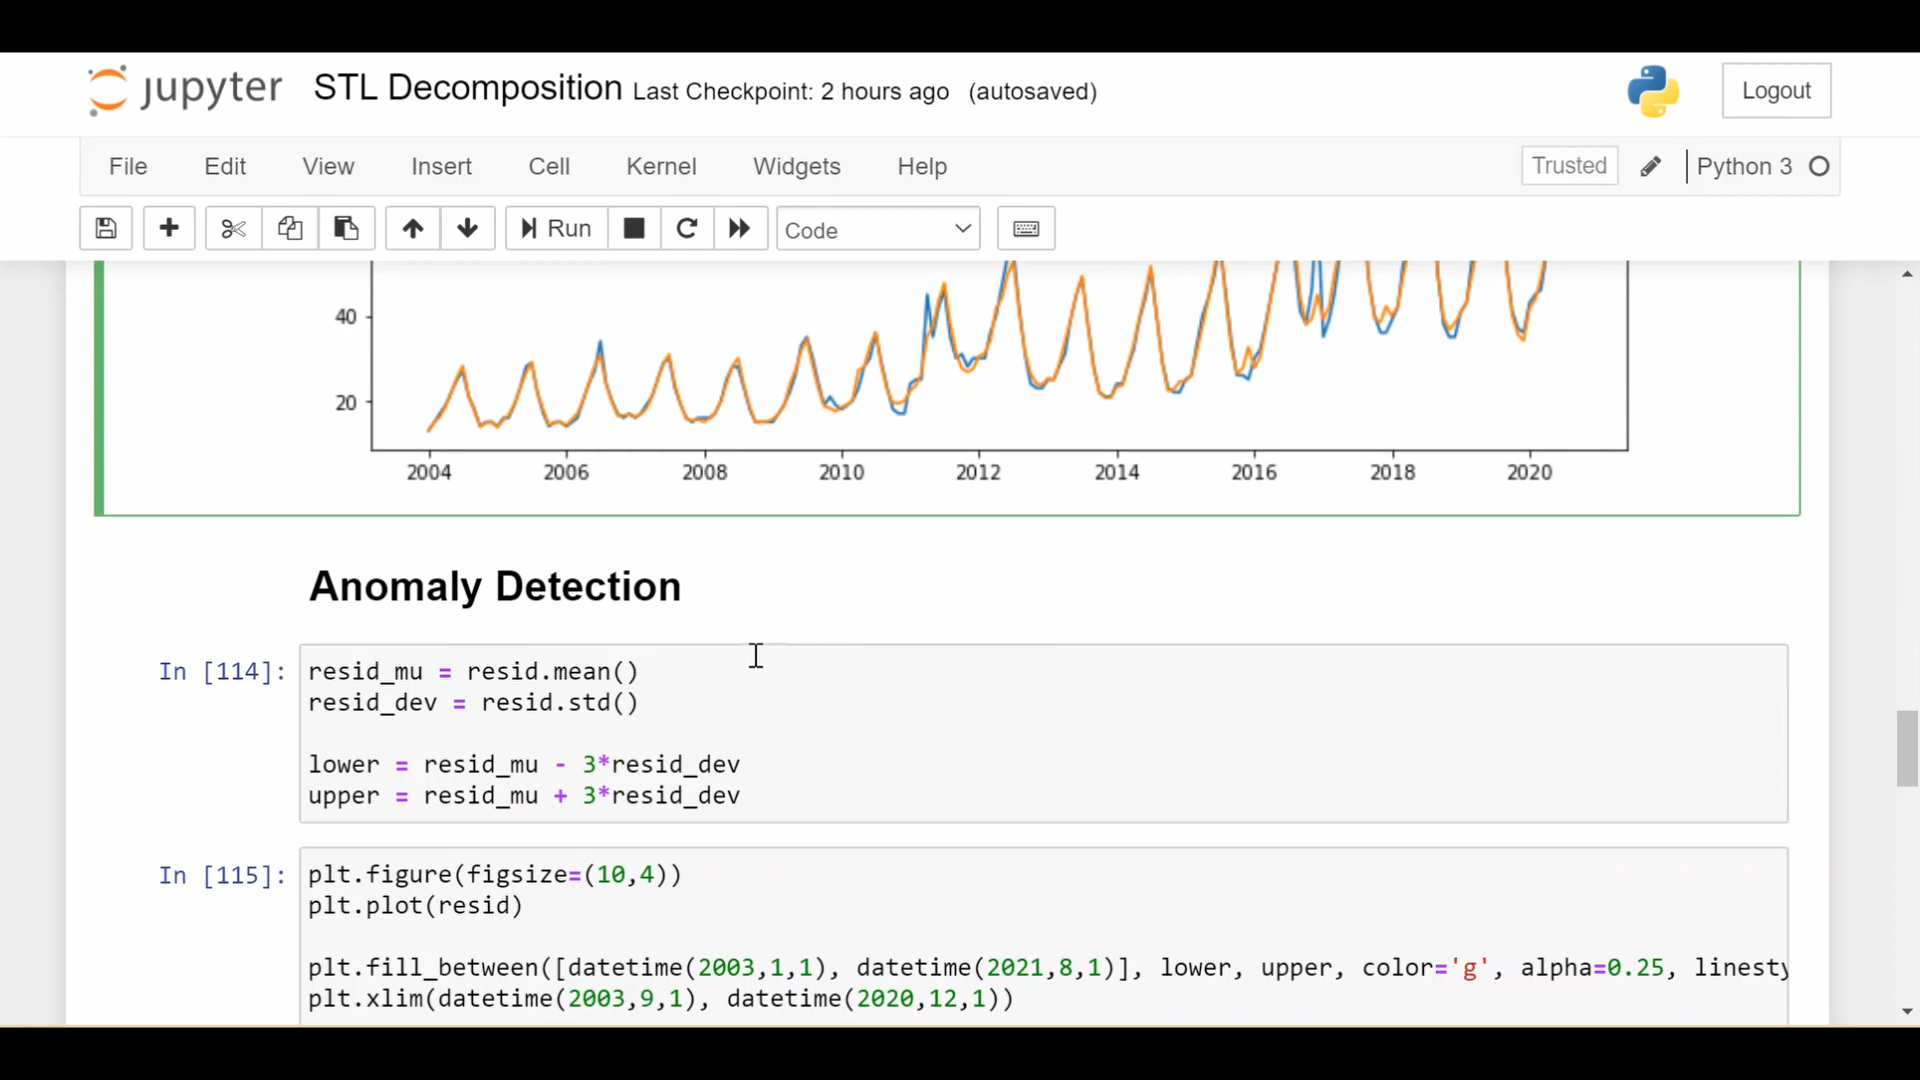 jupyter STL Decomposition Last Checkpoint: 2 hours ago (autosaved) Logout
File Edit View Insert Cell Kernel Widgets Help Trusted Python 3
Run Code
40
20
2004 2006 2008 2010 2012 2014 2016 2018 2020
Anomaly Detection
In [114]: resid_mu = resid.mean()
resid_dev = resid.std()
lower = resid_mu - 3*resid_dev
upper = resid_mu + 3*resid_dev
In [115]: plt.figure(figsize=(10,4))
plt.plot(resid)
plt.fill_between([datetime(2003,1,1), datetime(2021,8,1)], lower, upper, color='g', alpha=0.25, linesty
plt.xlim(datetime(2003,9,1), datetime(2020,12,1))